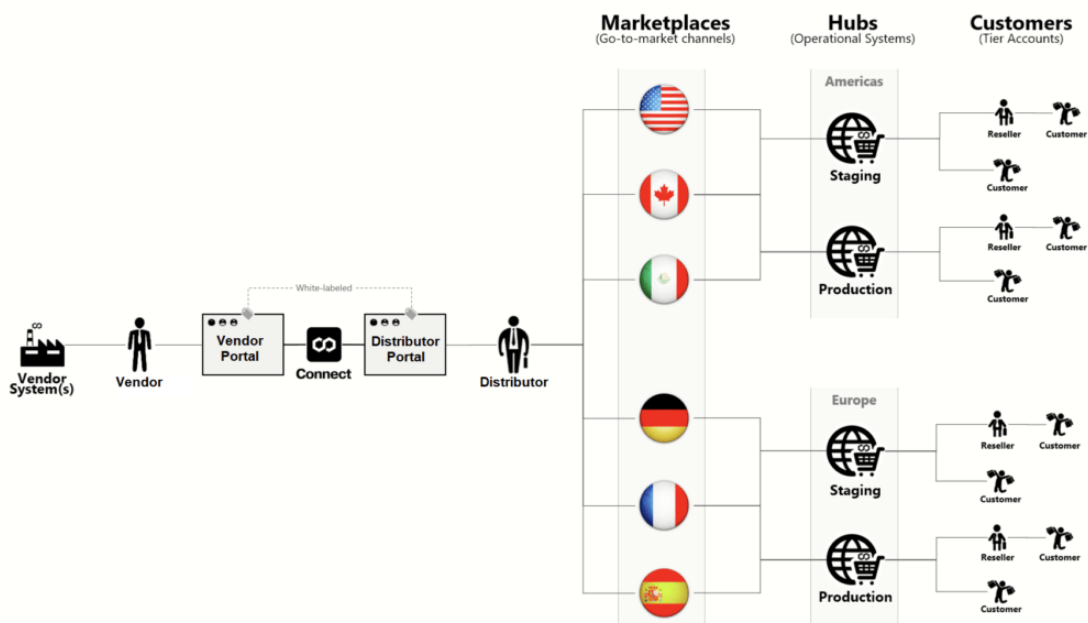 Marketplaces
(Go-to-market channels)
Hubs
(Operational Systems)
Customers
(Tier Accounts)
Americas
Staging
Reseller
Customer
Customer
Production
Reseller
Customer
Customer
White-labeled
Vendor
System(s)
Vendor
Vendor
Portal
Connect
Distributor
Portal
Distributor
Europe
Staging
Reseller
Customer
Customer
Production
Reseller
Customer
Customer